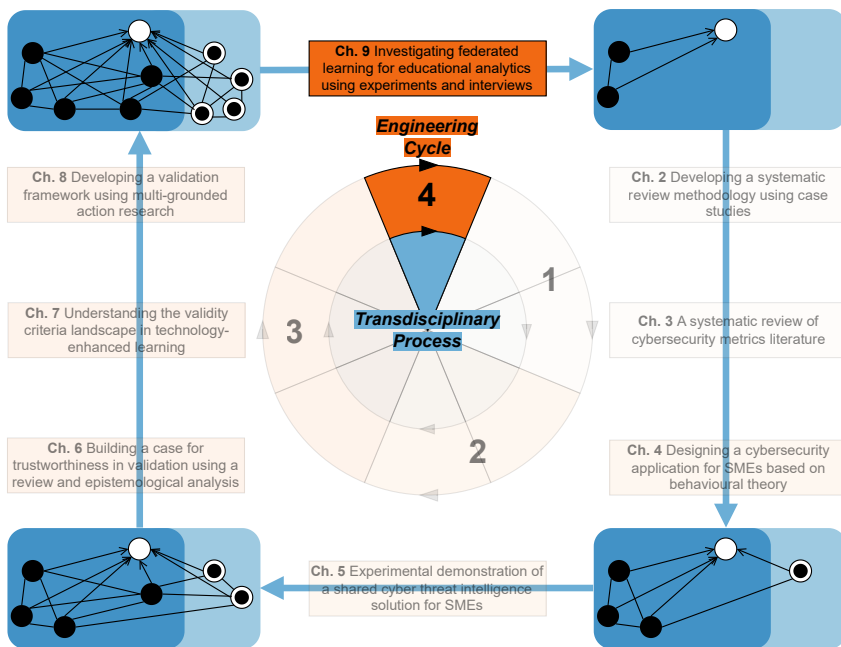 Ch. 9 Investigating federated
learning for educational analytics
using experiments and interviews
Engineering
Cycle
4
Ch. 8 Developing a validation
framework using multi-grounded
action research
Ch. 2 Developing a systematic
review methodology using case
studies
1
Ch. 7 Understanding the validity
criteria landscape in technology-
enhanced learning
3
Transdisciplinary
Process
Ch. 3 A systematic review of
cybersecurity metrics literature
Ch. 6 Building a case for
trustworthiness in validation using a
review and epistemological analysis
2
Ch. 4 Designing a cybersecurity
application for SMEs based on
behavioural theory
Ch. 5 Experimental demonstration of
a shared cyber threat intelligence
solution for SMEs